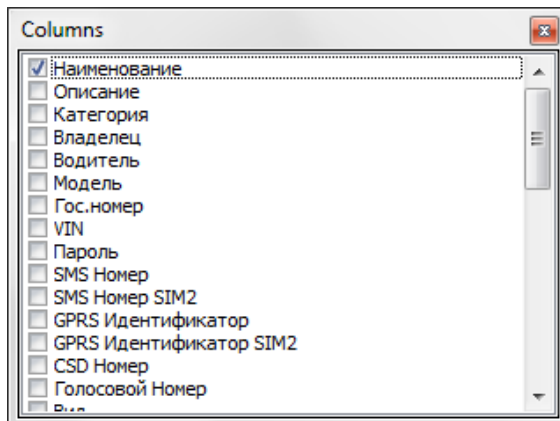 Columns
Наименование
Описание
Категория
Владелец
Водитель
Модель
Гос.номер
VIN
Пароль
SMS Номер
SMS Номер SIM2
GPRS Идентификатор
GPRS Идентификатор SIM2
CSD Номер
Голосовой Номер